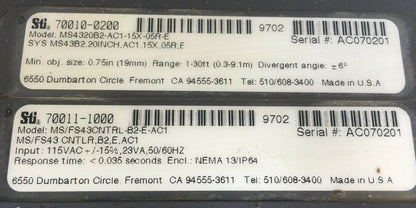 Sti 70010-0200 9702
Model: MS4320B2-AC1-15X-05R-E Serial #: AC070201
SYS MS43B2,20INCH,AC1,15X,05R,E
Min. obj. size: 0.75in (19mm) Range: 1-30ft (0.3-9.1m) Divergent angle: ±6°
6550 Dumbarton Circle, Fremont CA 94555-3611 Tel: 510/608-3400 Made in U.S.A
Sti 70011-1000 9702
Model: MS/FS43CNTRL-B2-E-AC1 Serial #: AC070201
MS/FS43 CNTLR,B2,E,AC1
Input: 115VAC +/-15%,23VA,50/60HZ
Response time: < 0.035 seconds Encl.: NEMA 13/IP64
6550 Dumbarton Circle, Fremont CA 94555-3611 Tel: 510/608-3400 Made in U.S.A